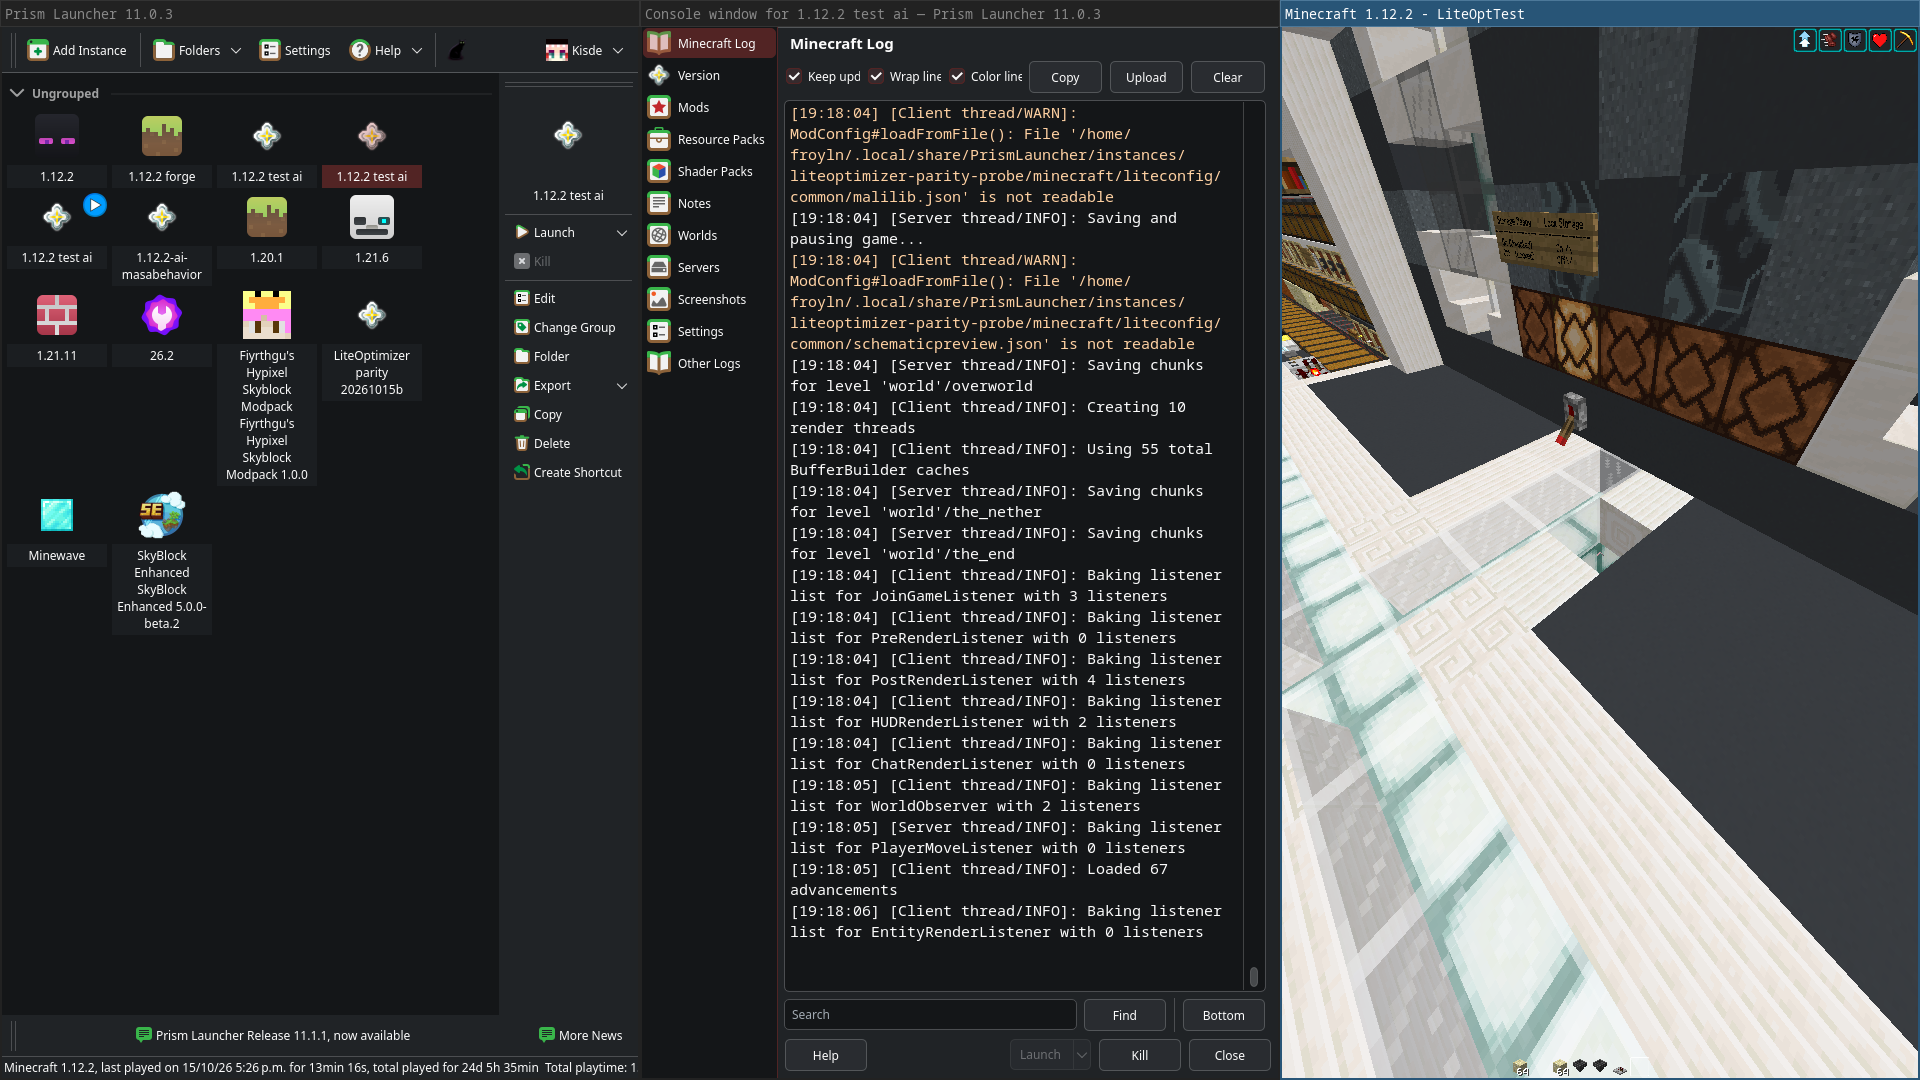 Prism Launcher 11.0.3
Add Instance
Folders
Settings
Help
Kisde
Ungrouped
1.12.2
1.12.2 forge
1.12.2 test ai
1.12.2 test ai
1.12.2 test ai
1.12.2-ai-
masabehavior
1.20.1
1.21.6
1.21.11
26.2
Fiyrthgu's
Hypixel
Skyblock
Modpack
Fiyrthgu's
Hypixel
Skyblock
Modpack 1.0.0
LiteOptimizer
parity
20261015b
Minewave
SkyBlock
Enhanced
SkyBlock
Enhanced 5.0.0-
beta.2
1.12.2 test ai
Launch
Kill
Edit
Change Group
Folder
Export
Copy
Delete
Create Shortcut
Prism Launcher Release 11.1.1, now available
More News
Minecraft 1.12.2, last played on 15/10/26 5:26 p.m. for 13min 16s, total played for 24d 5h 35min
Total playtime: 1
Console window for 1.12.2 test ai — Prism Launcher 11.0.3
Minecraft Log
Version
Mods
Resource Packs
Shader Packs
Notes
Worlds
Servers
Screenshots
Settings
Other Logs
Minecraft Log
Keep upd
Wrap line
Color line
Copy
Upload
Clear
[19:18:04] [Client thread/WARN]:
ModConfig#loadFromFile(): File '/home/
froyln/.local/share/PrismLauncher/instances/
liteoptimizer-parity-probe/minecraft/liteconfig/
common/malilib.json' is not readable
[19:18:04] [Server thread/INFO]: Saving and
pausing game...
[19:18:04] [Client thread/WARN]:
ModConfig#loadFromFile(): File '/home/
froyln/.local/share/PrismLauncher/instances/
liteoptimizer-parity-probe/minecraft/liteconfig/
common/schematicpreview.json' is not readable
[19:18:04] [Server thread/INFO]: Saving chunks
for level 'world'/overworld
[19:18:04] [Client thread/INFO]: Creating 10
render threads
[19:18:04] [Client thread/INFO]: Using 55 total
BufferBuilder caches
[19:18:04] [Server thread/INFO]: Saving chunks
for level 'world'/the_nether
[19:18:04] [Server thread/INFO]: Saving chunks
for level 'world'/the_end
[19:18:04] [Client thread/INFO]: Baking listener
list for JoinGameListener with 3 listeners
[19:18:04] [Client thread/INFO]: Baking listener
list for PreRenderListener with 0 listeners
[19:18:04] [Client thread/INFO]: Baking listener
list for PostRenderListener with 4 listeners
[19:18:04] [Client thread/INFO]: Baking listener
list for HUDRenderListener with 2 listeners
[19:18:04] [Client thread/INFO]: Baking listener
list for ChatRenderListener with 0 listeners
[19:18:05] [Client thread/INFO]: Baking listener
list for WorldObserver with 2 listeners
[19:18:05] [Server thread/INFO]: Baking listener
list for PlayerMoveListener with 0 listeners
[19:18:05] [Client thread/INFO]: Loaded 67
advancements
[19:18:06] [Client thread/INFO]: Baking listener
list for EntityRenderListener with 0 listeners
Search
Find
Bottom
Help
Launch
Kill
Close
Minecraft 1.12.2 - LiteOptTest
64
64